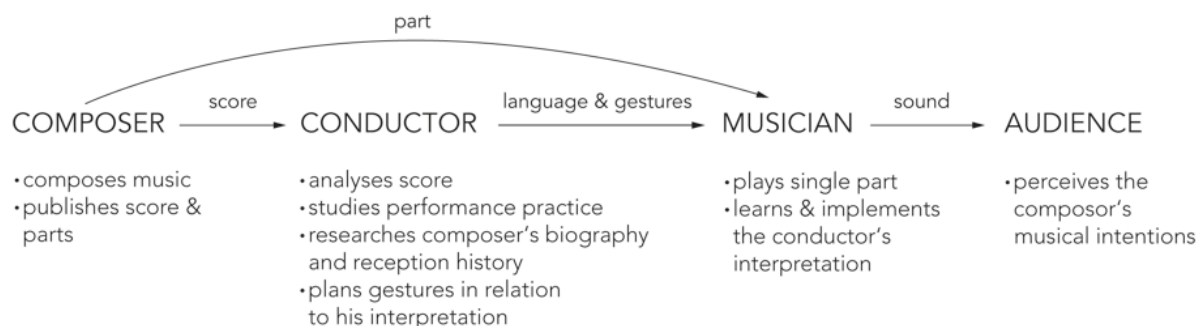 part
score
language & gestures
sound
COMPOSER
CONDUCTOR
MUSICIAN
AUDIENCE
·composes music
·publishes score &
parts
·analyses score
·studies performance practice
·researches composer's biography
and reception history
·plans gestures in relation
to his interpretation
·plays single part
·learns & implements
the conductor's
interpretation
·perceives the
composor's
musical intentions